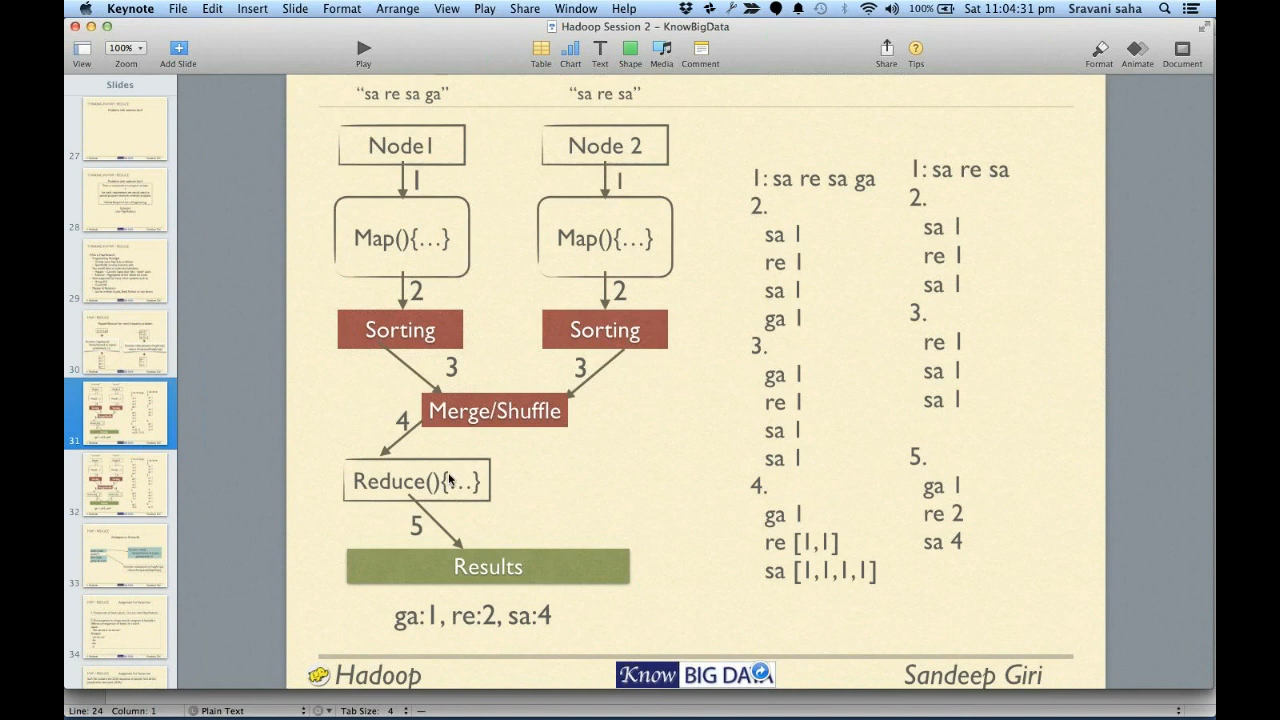 Keynote File Edit Insert Slide Format Arrange View Play Share Window Help 100% Sat 11:04:31 pm Sravani saha
Hadoop Session 2 – KnowBigData
100%
View Zoom Add Slide Play Table Chart Text Shape Media Comment Share Tips Format Animate Document
Slides
27
28
29
30
31
32
33
34
"sa re sa ga"
"sa re sa"
Node1
Node 2
1
1
Map(){...}
Map(){...}
2
2
Sorting
Sorting
3
3
Merge/Shuffle
4
Reduce(){...}
5
Results
ga:1, re:2, sa:4
1: sa re sa ga
2.
sa 1
re 1
sa 1
ga 1
3.
ga 1
re 1
sa 1
sa 1
4.
ga 1
re [1,1]
sa [1,1,1,1]
1: sa re sa
2.
sa 1
re 1
sa 1
3.
re 1
sa 1
sa 1
5.
ga 1
re 2
sa 4
Hadoop
Know BIG DATA
Sandeep Giri
Line: 24 Column: 1 Plain Text Tab Size: 4 —